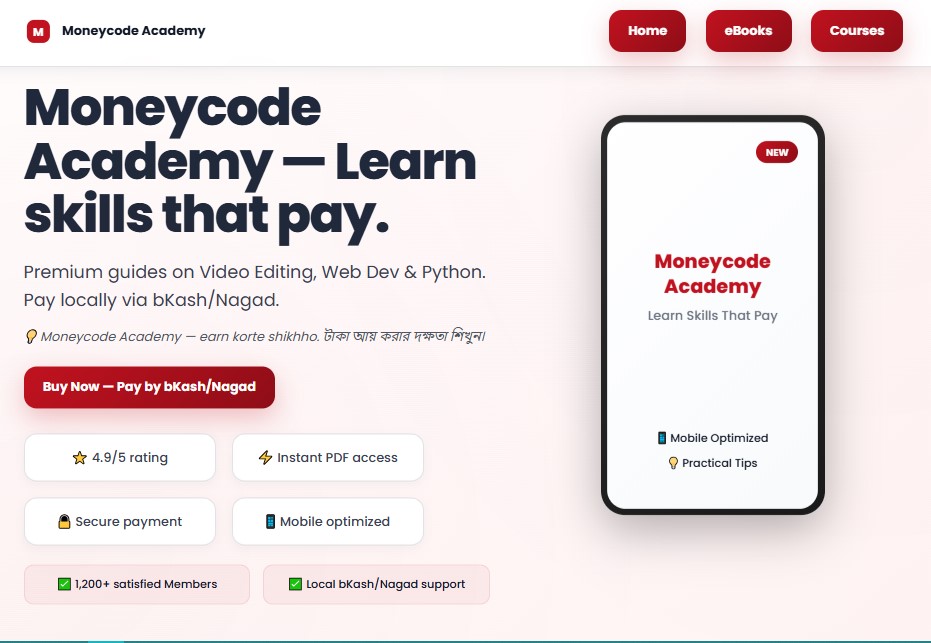 M Moneycode Academy
Home
eBooks
Courses
Moneycode
Academy — Learn
skills that pay.
Premium guides on Video Editing, Web Dev & Python.
Pay locally via bKash/Nagad.
💡 Moneycode Academy — earn korte shikhho. টাকা আয় করার দক্ষতা শিখুন।
Buy Now — Pay by bKash/Nagad
⭐ 4.9/5 rating
⚡ Instant PDF access
🔒 Secure payment
📱 Mobile optimized
✅ 1,200+ satisfied Members
✅ Local bKash/Nagad support
NEW
Moneycode
Academy
Learn Skills That Pay
📱 Mobile Optimized
💡 Practical Tips